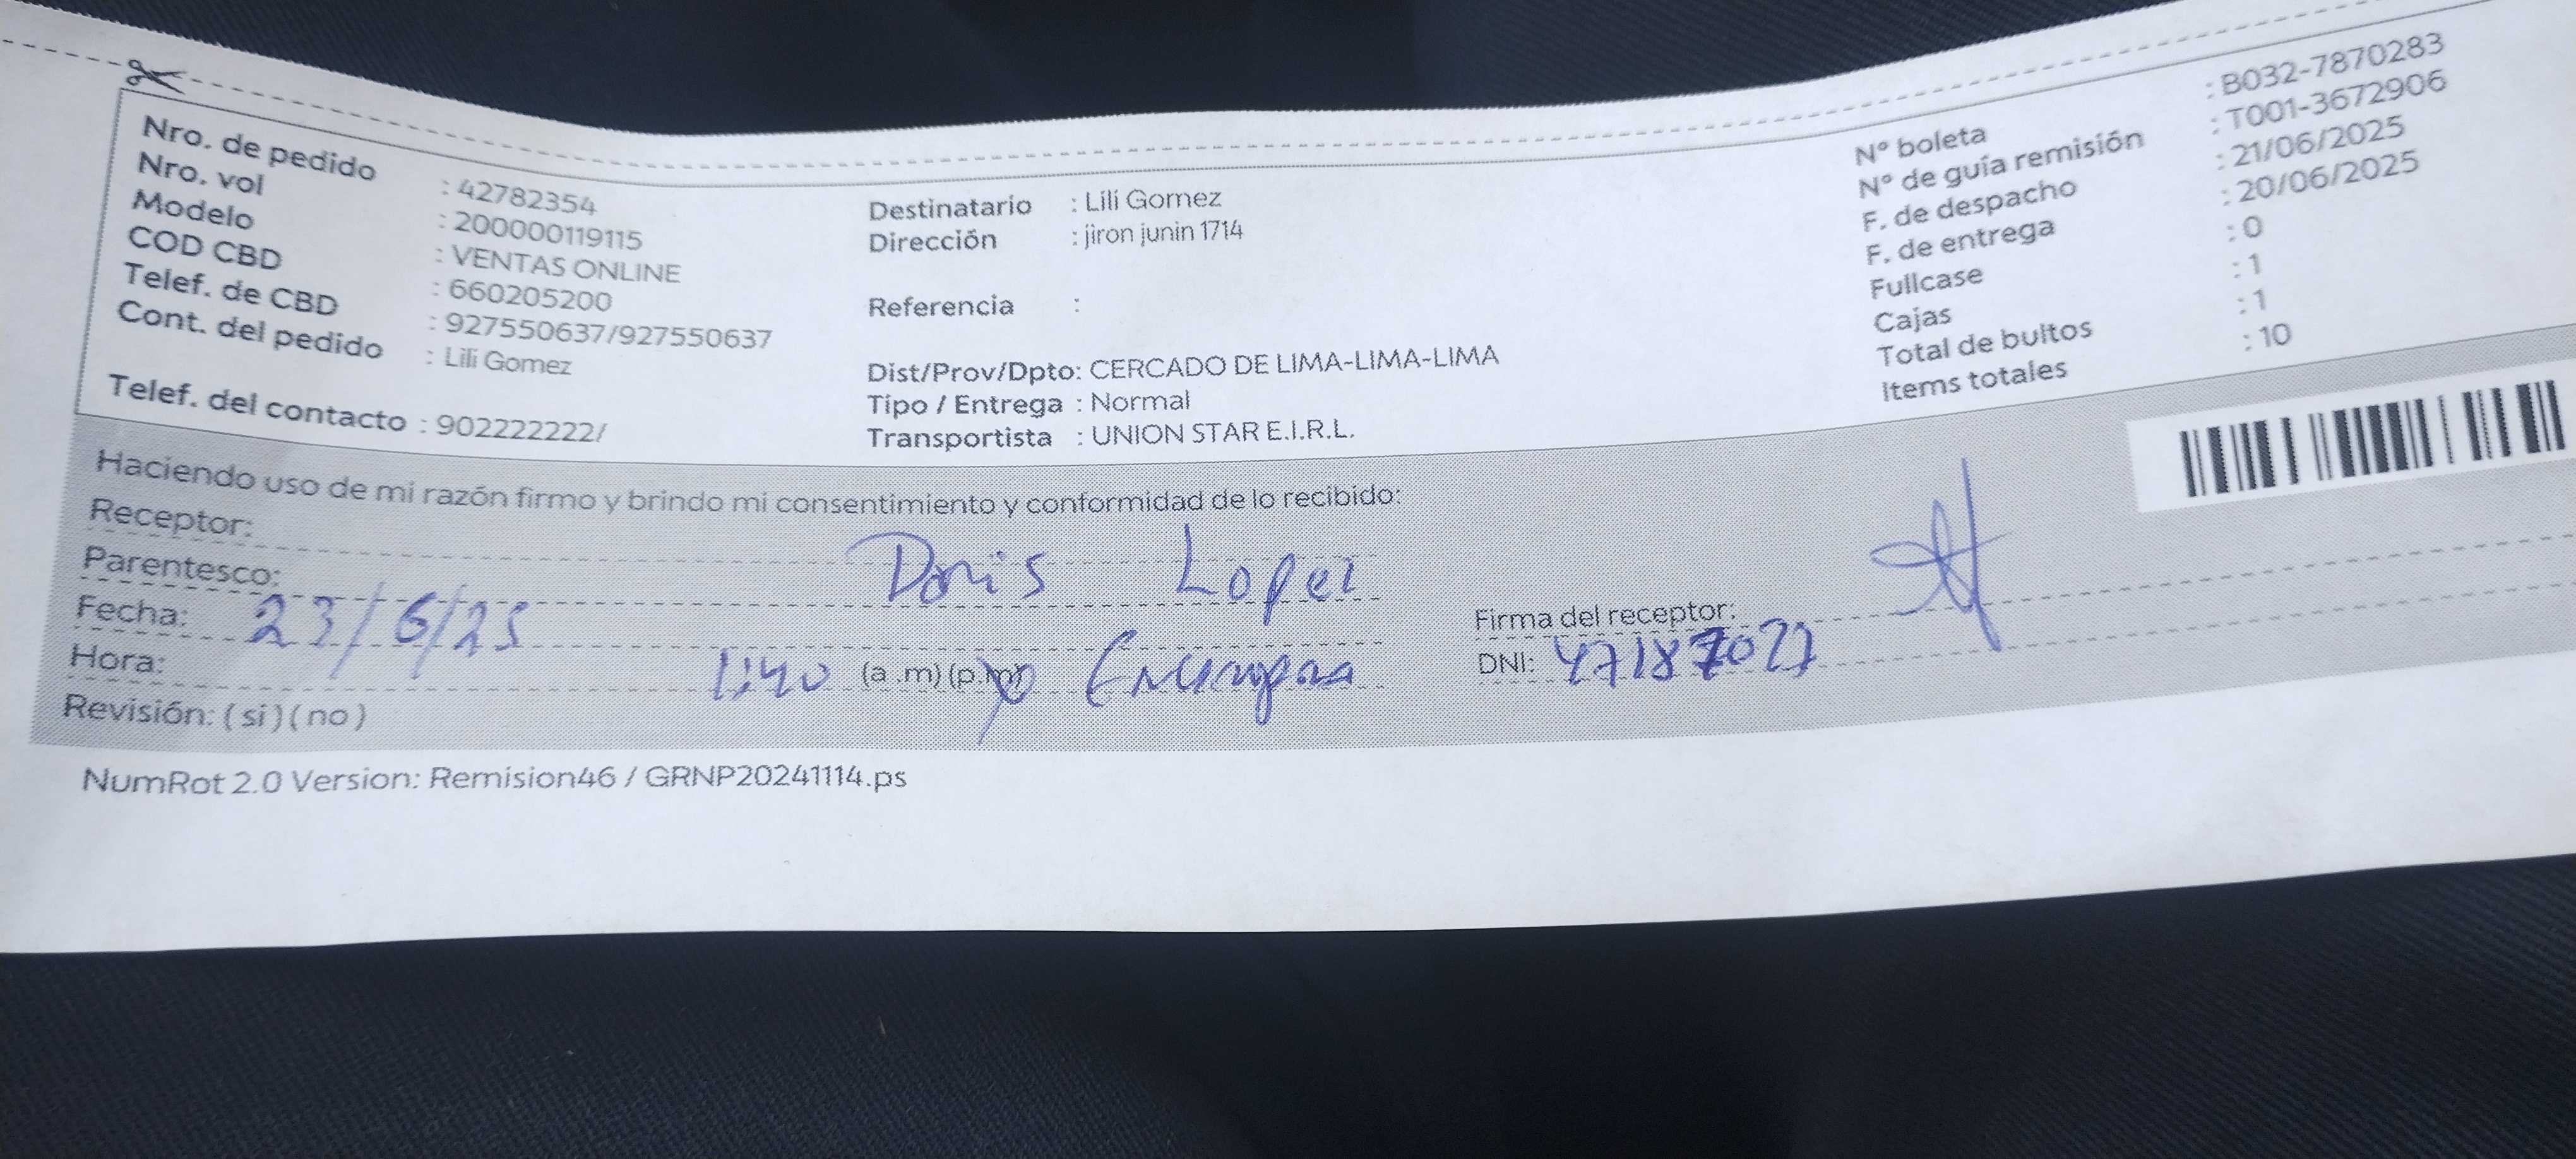 Nro. de pedido : 42782354
Nro. vol : 200000119115
Modelo : VENTAS ONLINE
COD CBD : 660205200
Telef. de CBD : 927550637/927550637
Cont. del pedido : Lili Gomez
Telef. del contacto : 902222222/
Destinatario : Lili Gomez
Dirección : jiron junin 1714
Referencia :
Dist/Prov/Dpto: CERCADO DE LIMA-LIMA-LIMA
Tipo / Entrega : Normal
Transportista : UNION STAR E.I.R.L.
N° boleta : B032-7870283
N° de guía remisión : T001-3672906
F. de despacho : 21/06/2025
F. de entrega : 20/06/2025
Fullcase : 0
Cajas : 1
Total de bultos : 1
Items totales : 10
Haciendo uso de mi razón firmo y brindo mi consentimiento y conformidad de lo recibido:
Receptor: Doris Lopez
Parentesco:
Fecha: 23/6/25
Hora: 1:40 (a .m) (p.m)
Revisión: ( si ) ( no )
Firma del receptor:
DNI: 47187027
NumRot 2.0 Version: Remision46 / GRNP20241114.ps